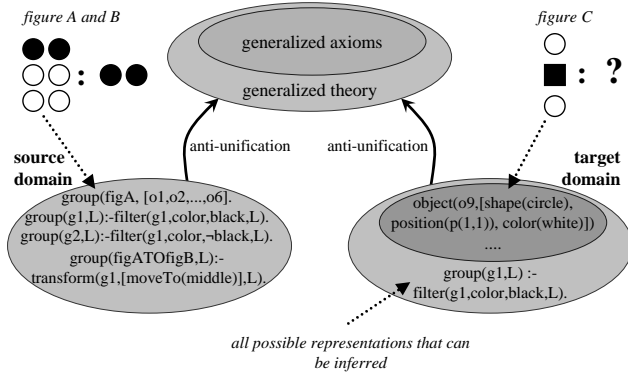 figure A and B
figure C
generalized axioms
generalized theory
:
: ?
anti-unification
anti-unification
source
domain
target
domain
group(figA, [o1,o2,...,o6].
group(g1,L):-filter(g1,color,black,L).
group(g2,L):-filter(g1,color,¬black,L).
group(figATOfigB,L):-
transform(g1,[moveTo(middle)],L).
object(o9,[shape(circle),
position(p(1,1)), color(white)])
....
group(g1,L) :-
filter(g1,color,black,L).
all possible representations that can
be inferred